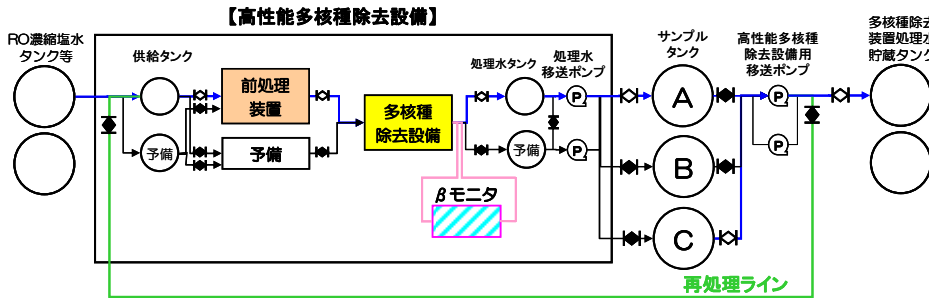 【高性能多核種除去設備】
RO濃縮塩水
タンク等
供給タンク
前処理
装置
予備
予備
多核種
除去設備
βモニタ
処理水タンク
予備
処理水
移送ポンプ
P
P
サンプル
タンク
A
B
C
高性能多核種
除去設備用
移送ポンプ
P
P
多核種除去
装置処理水
貯蔵タンク
再処理ライン